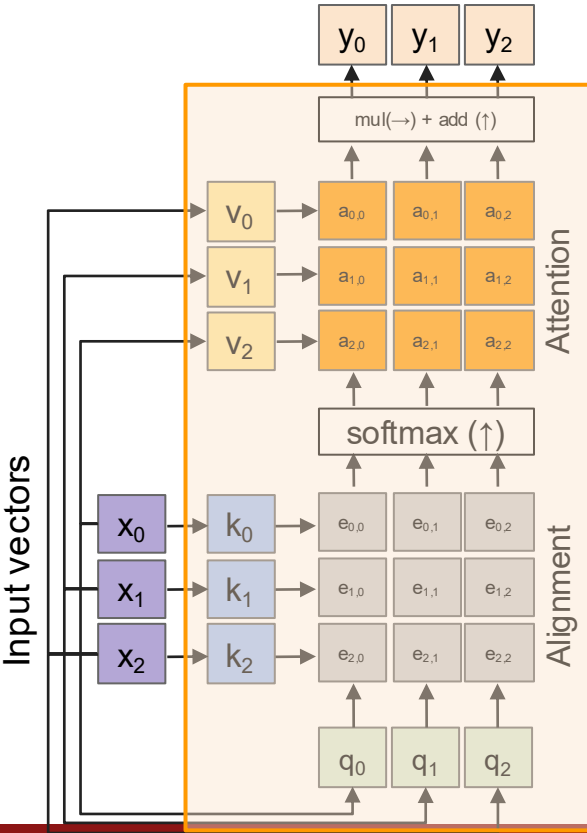 y0 y1 y2
mul(→) + add (↑)
v0 a0,0 a0,1 a0,2
v1 a1,0 a1,1 a1,2
v2 a2,0 a2,1 a2,2
Attention
softmax (↑)
Input vectors
x0 k0 e0,0 e0,1 e0,2
x1 k1 e1,0 e1,1 e1,2
x2 k2 e2,0 e2,1 e2,2
Alignment
q0 q1 q2